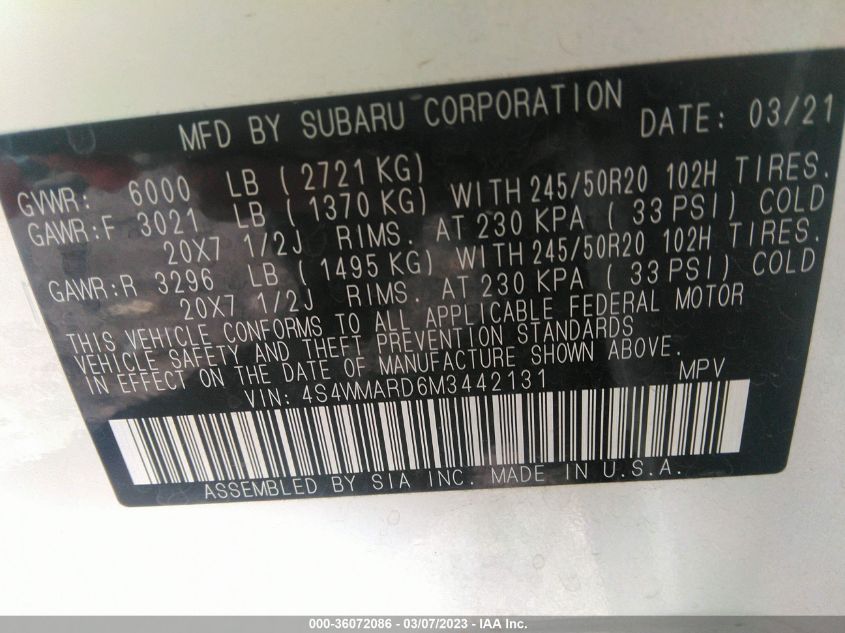 MFD BY SUBARU CORPORATION DATE: 03/21
GVWR: 6000 LB ( 2721 KG)
GAWR:F 3021 LB ( 1370 KG) WITH 245/50R20 102H TIRES.
20X7 1/2J RIMS. AT 230 KPA ( 33 PSI) COLD
GAWR:R 3296 LB ( 1495 KG) WITH 245/50R20 102H TIRES.
20X7 1/2J RIMS. AT 230 KPA ( 33 PSI) COLD
THIS VEHICLE CONFORMS TO ALL APPLICABLE FEDERAL MOTOR
VEHICLE SAFETY AND THEFT PREVENTION STANDARDS
IN EFFECT ON THE DATE OF MANUFACTURE SHOWN ABOVE.
VIN: 4S4WMARD6M3442131 MPV
ASSEMBLED BY SIA INC. MADE IN U.S.A.
000-36072086 - 03/07/2023 - IAA Inc.